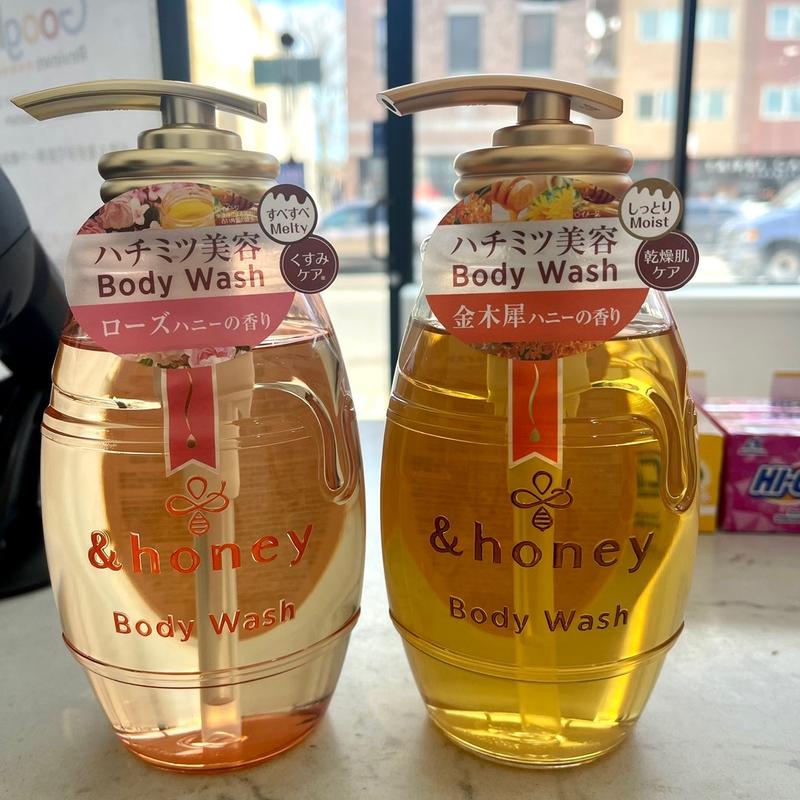 すべすべ
Melty
くすみ
ケア
ハチミツ美容
Body Wash
ローズハニーの香り
&honey
Body Wash
しっとり
Moist
乾燥肌
ケア
ハチミツ美容
Body Wash
金木犀ハニーの香り
&honey
Body Wash
HI-C